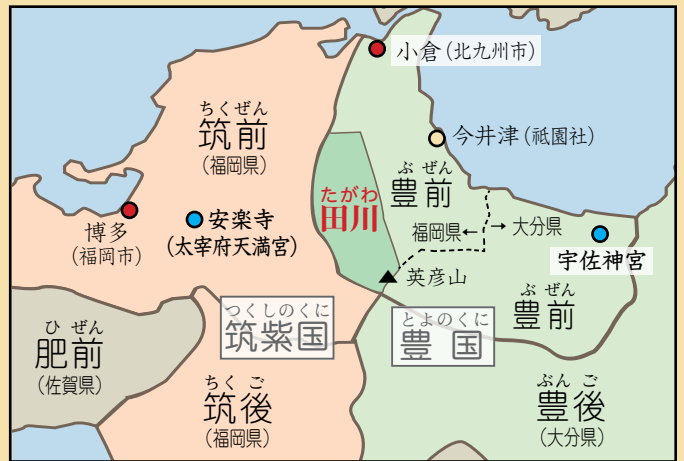 小倉(北九州市)
ちくぜん
筑前
(福岡県)
今井津(祗園社)
ぶぜん
豊前
たがわ
田川
博多
(福岡市)
安楽寺
(太宰府天満宮)
福岡県←
→大分県
宇佐神宮
英彦山
ぶぜん
豊前
つくしのくに
筑紫国
とよのくに
豊国
ひぜん
肥前
(佐賀県)
ちくご
筑後
(福岡県)
ぶんご
豊後
(大分県)